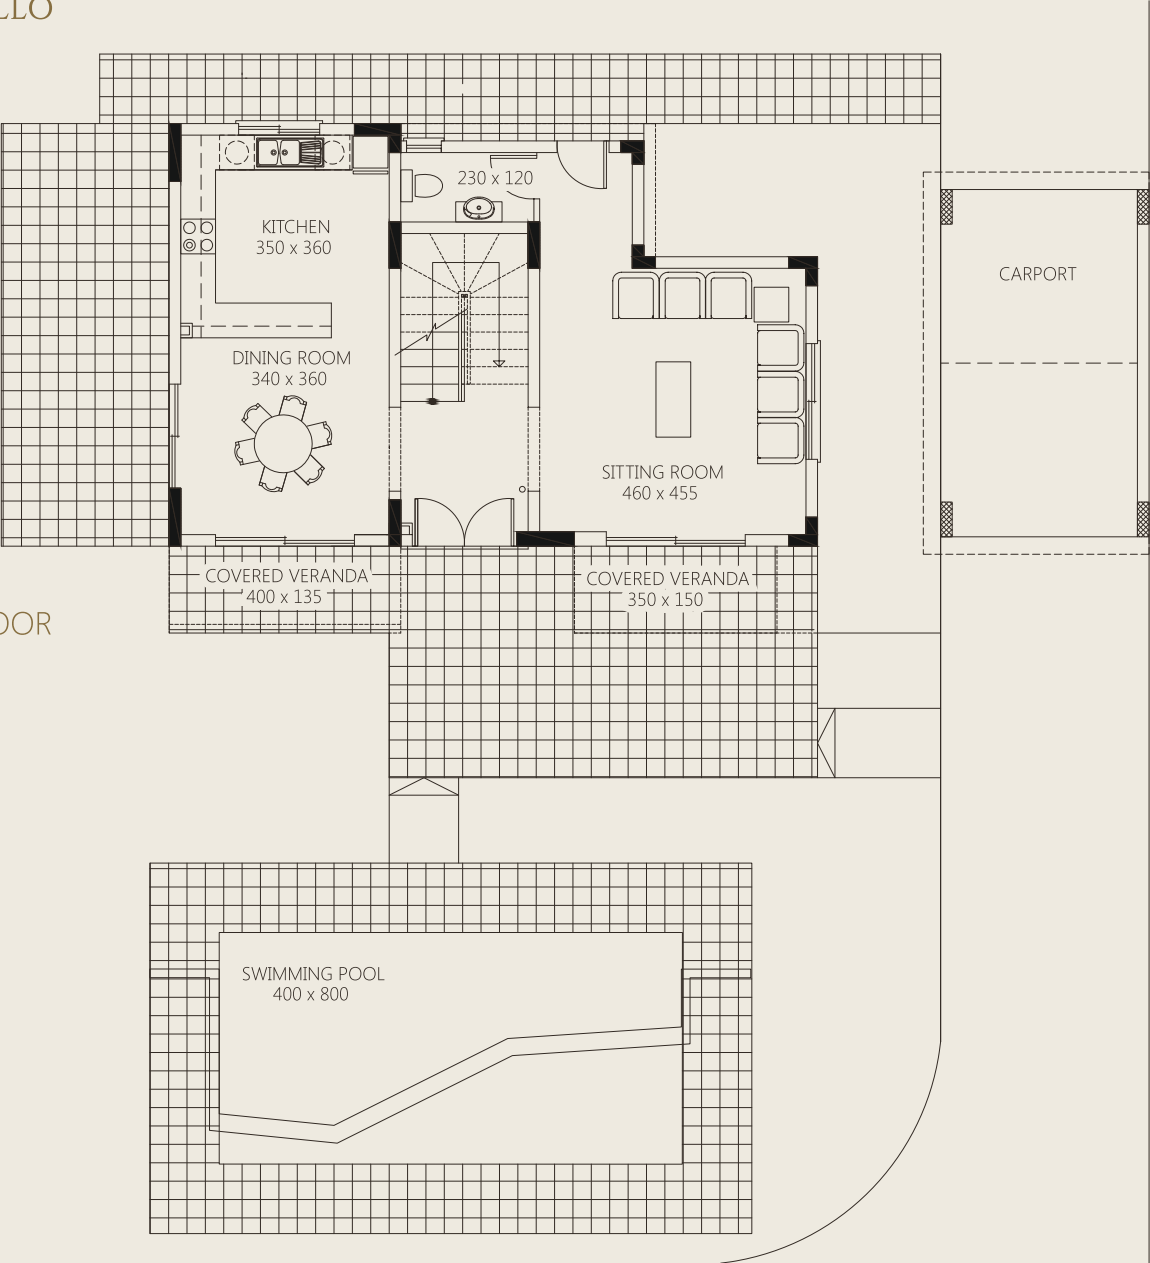 LLO
230 x 120
KITCHEN
350 x 360
CARPORT
DINING ROOM
340 x 360
SITTING ROOM
460 x 455
COVERED VERANDA
400 x 135
COVERED VERANDA
350 x 150
OOR
SWIMMING POOL
400 x 800